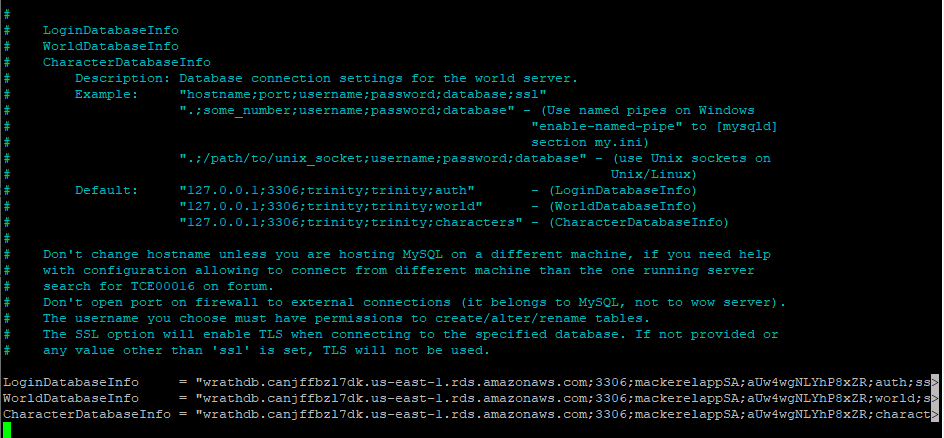 #
#    LoginDatabaseInfo
#    WorldDatabaseInfo
#    CharacterDatabaseInfo
#        Description: Database connection settings for the world server.
#        Example:     "hostname;port;username;password;database;ssl"
#                     ".;some_number;username;password;database" - (Use named pipes on Windows
#                                                                 "enable-named-pipe" to [mysqld]
#                                                                 section my.ini)
#                     ".;/path/to/unix_socket;username;password;database" - (use Unix sockets on
#                                                                           Unix/Linux)
#        Default:     "127.0.0.1;3306;trinity;trinity;auth"       - (LoginDatabaseInfo)
#                     "127.0.0.1;3306;trinity;trinity;world"      - (WorldDatabaseInfo)
#                     "127.0.0.1;3306;trinity;trinity;characters" - (CharacterDatabaseInfo)
#
#    Don't change hostname unless you are hosting MySQL on a different machine, if you need help
#    with configuration allowing to connect from different machine than the one running server
#    search for TCE00016 on forum.
#    Don't open port on firewall to external connections (it belongs to MySQL, not to wow server).
#    The username you choose must have permissions to create/alter/rename tables.
#    The SSL option will enable TLS when connecting to the specified database. If not provided or
#    any value other than 'ssl' is set, TLS will not be used.
LoginDatabaseInfo     = "wrathdb.canjffbzl7dk.us-east-1.rds.amazonaws.com;3306;mackerelappSA;aUw4wgNLYhP8xZR;auth;ss>
WorldDatabaseInfo     = "wrathdb.canjffbzl7dk.us-east-1.rds.amazonaws.com;3306;mackerelappSA;aUw4wgNLYhP8xZR;world;s>
CharacterDatabaseInfo = "wrathdb.canjffbzl7dk.us-east-1.rds.amazonaws.com;3306;mackerelappSA;aUw4wgNLYhP8xZR;charact>